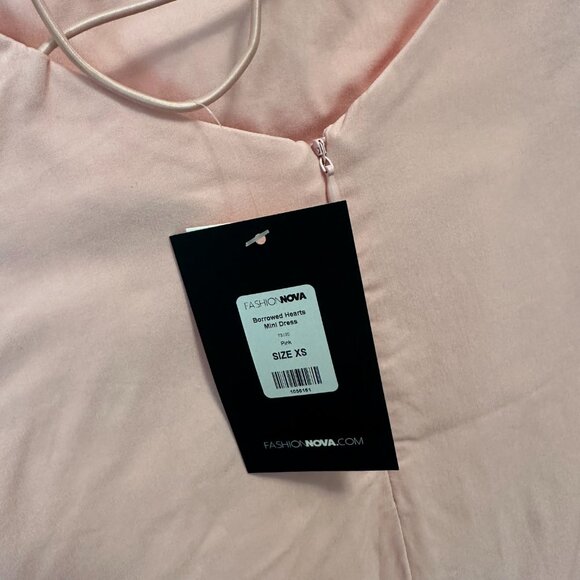 FASHIONNOVA
Borrowed Hearts
Mini Dress
Pink
SIZE XS
FASHIONNOVA.COM